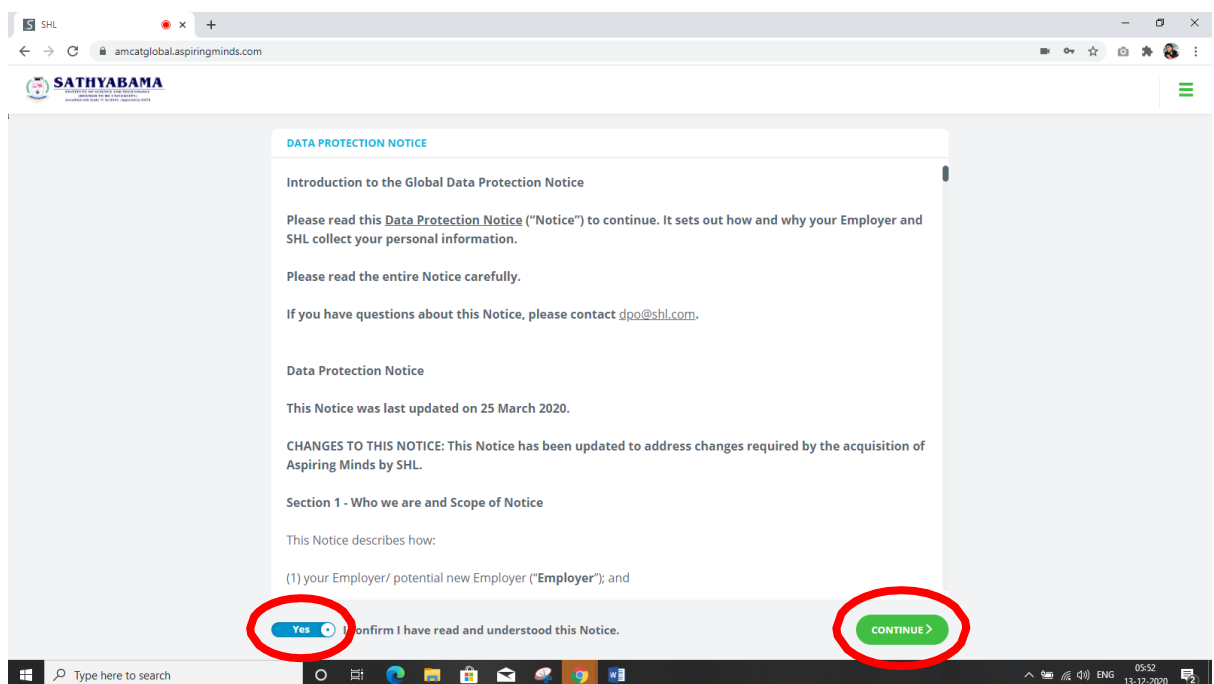 SHL
amcatglobal.aspiringminds.com
SATHYABAMA
DATA PROTECTION NOTICE
Introduction to the Global Data Protection Notice
Please read this Data Protection Notice (“Notice”) to continue. It sets out how and why your Employer and
SHL collect your personal information.
Please read the entire Notice carefully.
If you have questions about this Notice, please contact dpo@shl.com.
Data Protection Notice
This Notice was last updated on 25 March 2020.
CHANGES TO THIS NOTICE: This Notice has been updated to address changes required by the acquisition of
Aspiring Minds by SHL.
Section 1 - Who we are and Scope of Notice
This Notice describes how:
(1) your Employer/ potential new Employer (“Employer”); and
Yes I confirm I have read and understood this Notice.
CONTINUE
Type here to search
ENG
05:52
13-12-2020